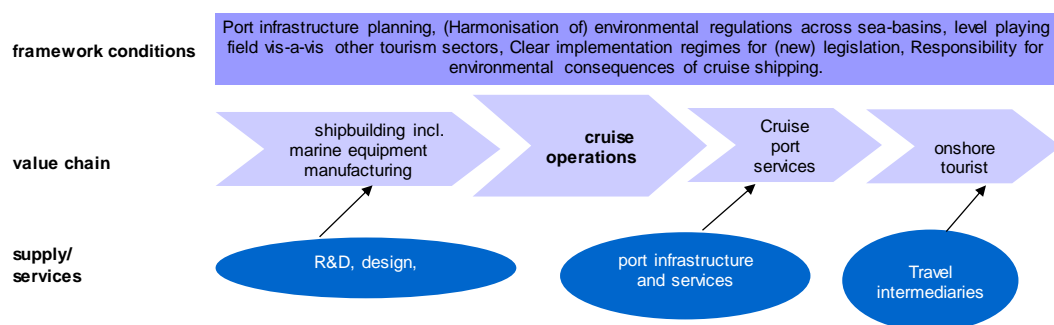 Port infrastructure planning, (Harmonisation of) environmental regulations across sea-basins, level playing
framework conditions
field vis-a-vis other tourism sectors, Clear implementation regimes for (new) legislation, Responsibility for
environmental consequences of cruise shipping.
value chain
shipbuilding incl.
marine equipment
manufacturing
cruise
operations
Cruise
port
services
onshore
tourist
supply/
services
R&D, design,
port infrastructure
and services
Travel
intermediaries